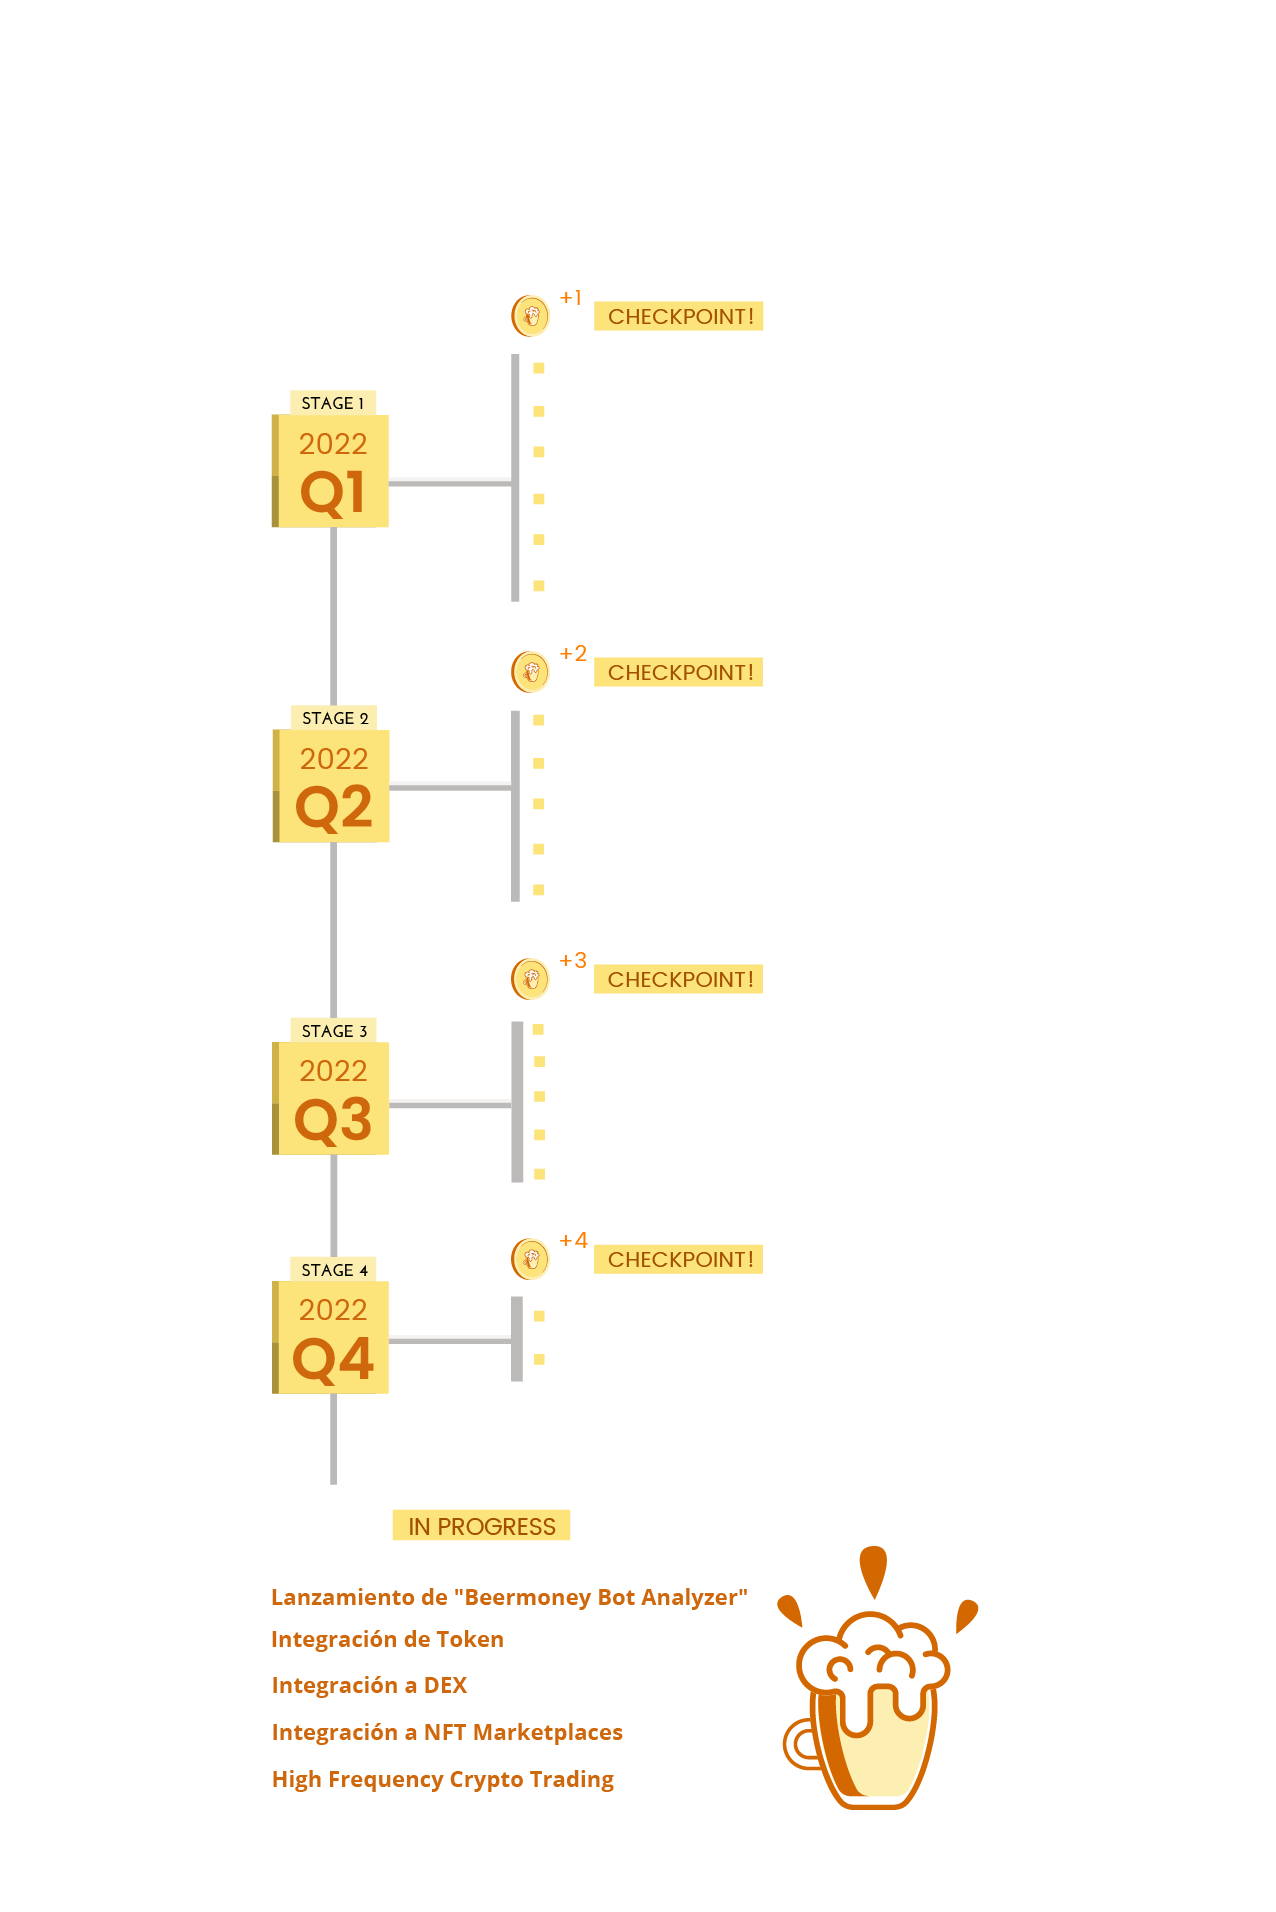 +1
CHECKPOINT!
STAGE 1
2022
Q1
+2
CHECKPOINT!
STAGE 2
2022
Q2
+3
CHECKPOINT!
STAGE 3
2022
Q3
+4
CHECKPOINT!
STAGE 4
2022
Q4
IN PROGRESS
Lanzamiento de "Beermoney Bot Analyzer"
Integración de Token
Integración a DEX
Integración a NFT Marketplaces
High Frequency Crypto Trading